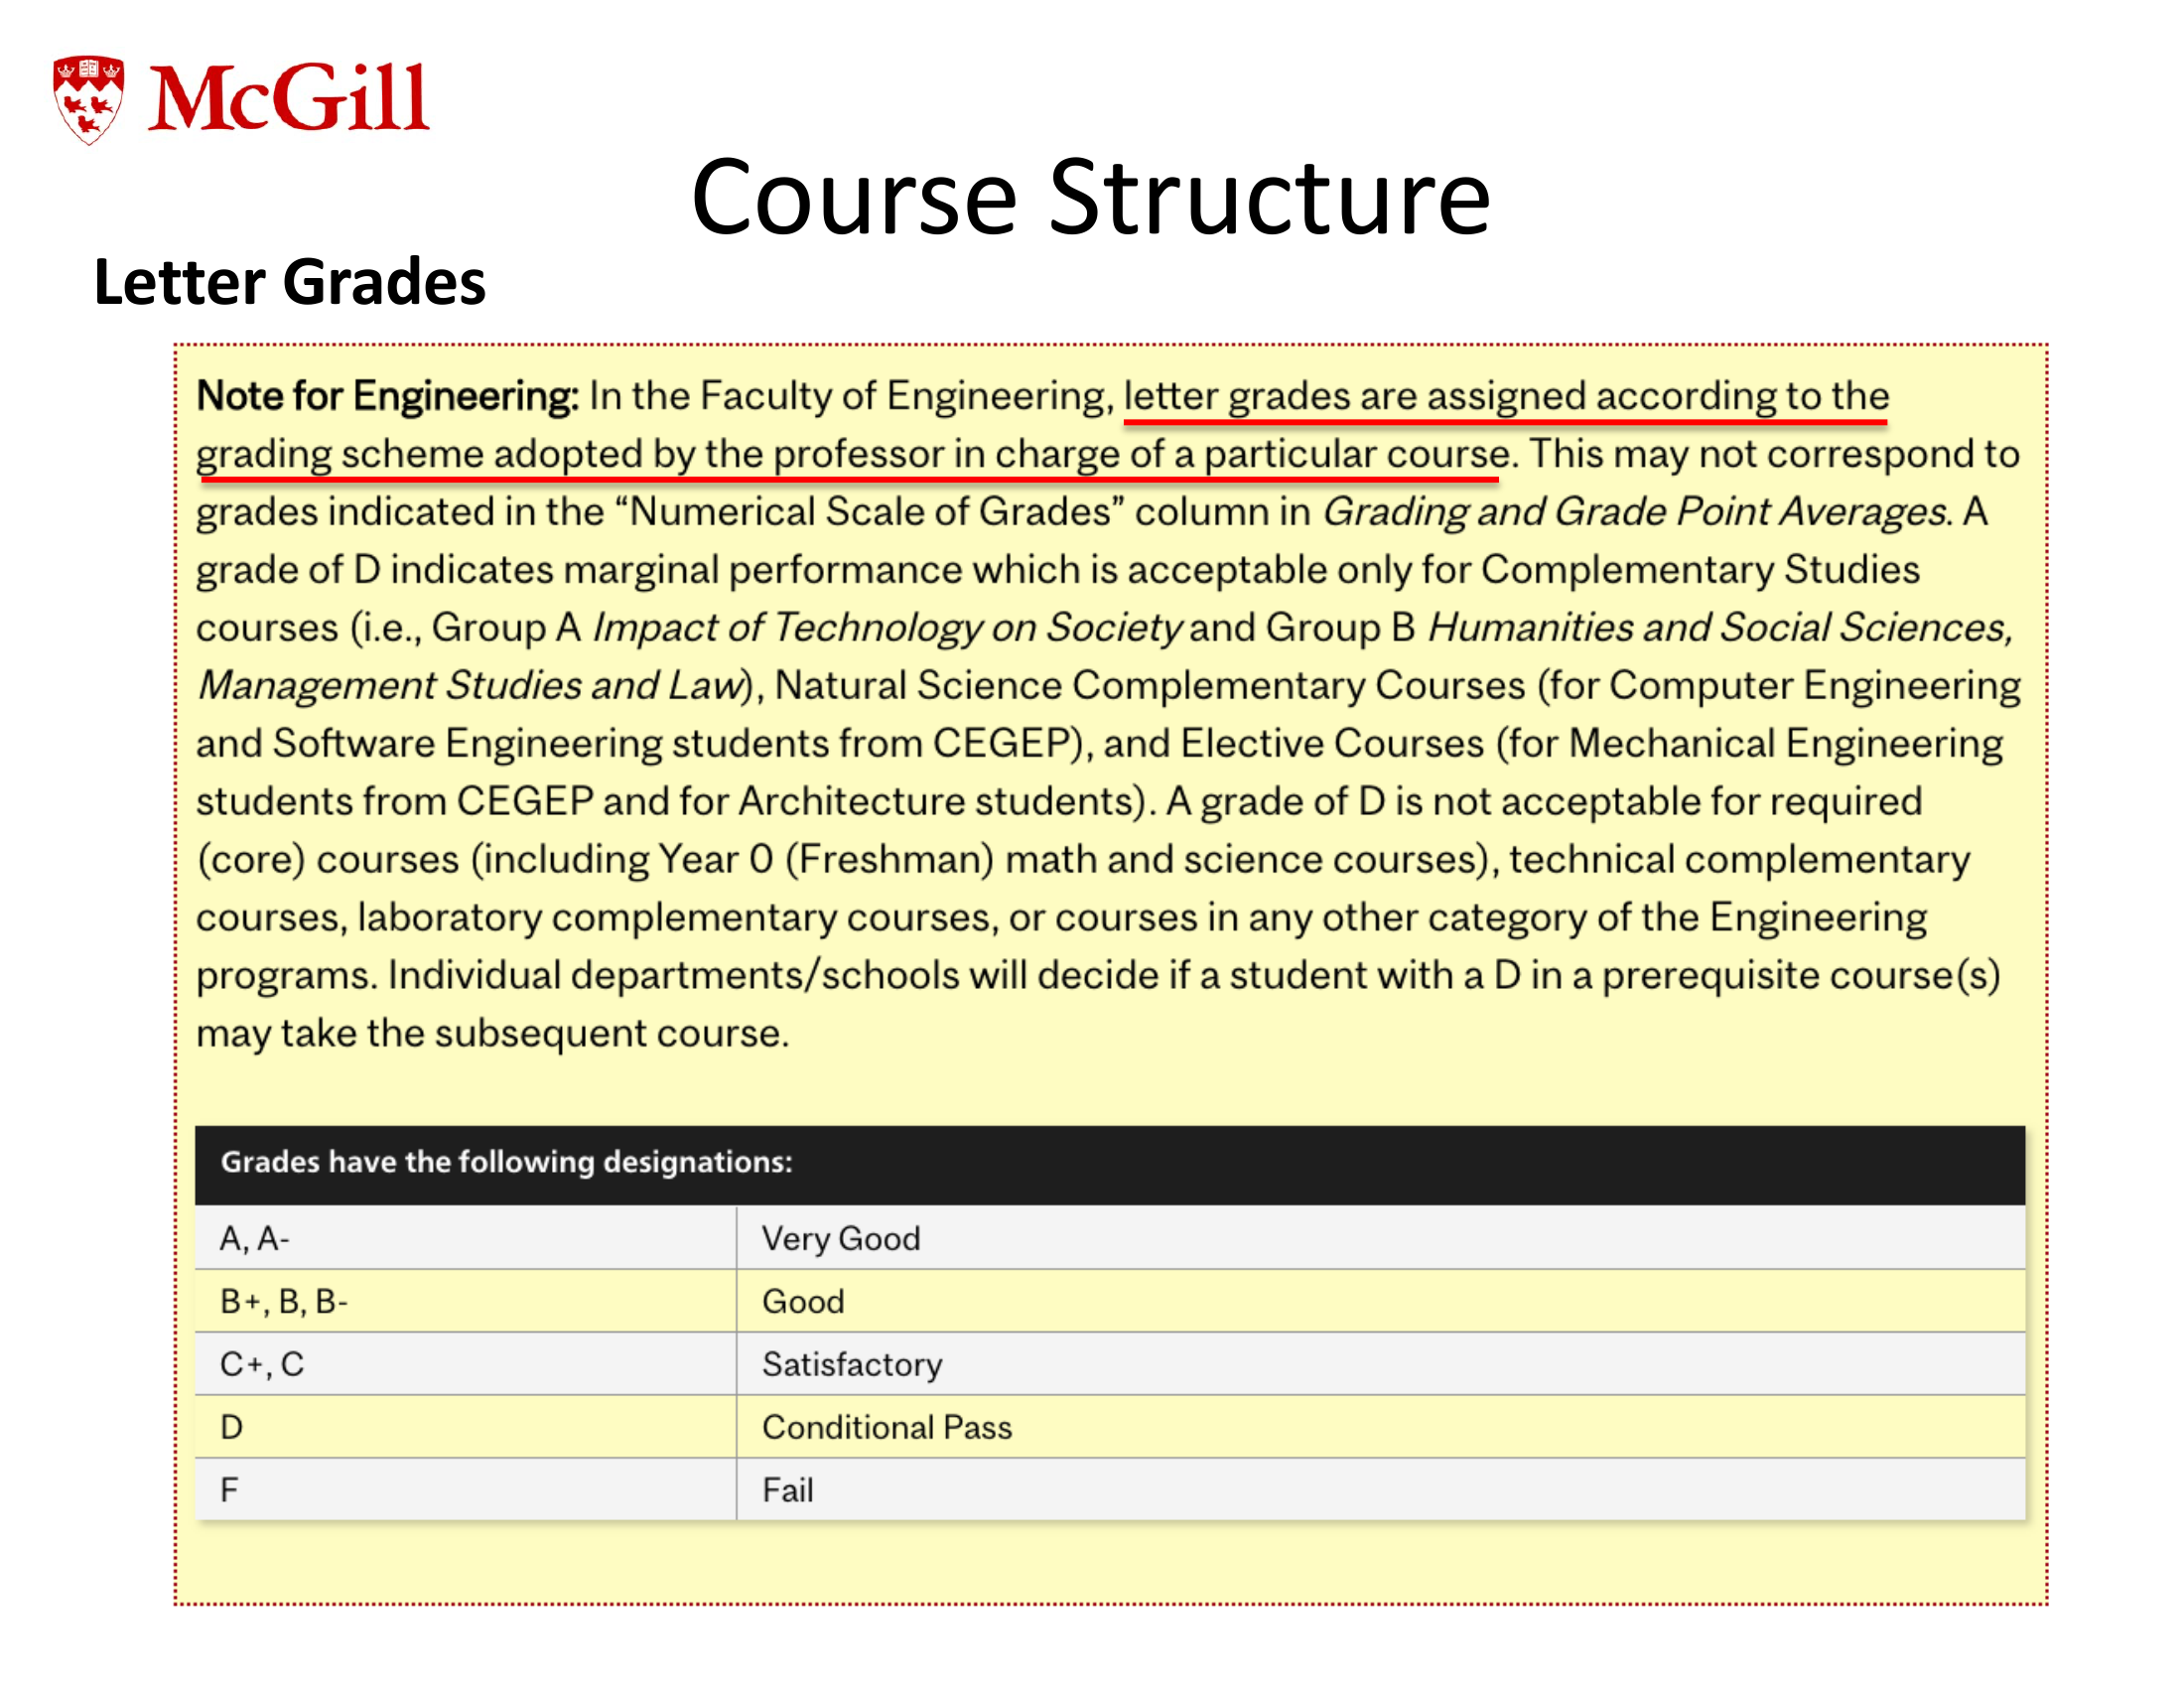 McGill
Course Structure
Letter Grades
Note for Engineering: In the Faculty of Engineering, letter grades are assigned according to the
grading scheme adopted by the professor in charge of a particular course. This may not correspond to
grades indicated in the “Numerical Scale of Grades” column in Grading and Grade Point Averages. A
grade of D indicates marginal performance which is acceptable only for Complementary Studies
courses (i.e., Group A Impact of Technology on Society and Group B Humanities and Social Sciences,
Management Studies and Law), Natural Science Complementary Courses (for Computer Engineering
and Software Engineering students from CEGEP), and Elective Courses (for Mechanical Engineering
students from CEGEP and for Architecture students). A grade of D is not acceptable for required
(core) courses (including Year 0 (Freshman) math and science courses), technical complementary
courses, laboratory complementary courses, or courses in any other category of the Engineering
programs. Individual departments/schools will decide if a student with a D in a prerequisite course(s)
may take the subsequent course.
Grades have the following designations:
A, A- Very Good
B+, B, B- Good
C+, C Satisfactory
D Conditional Pass
F Fail